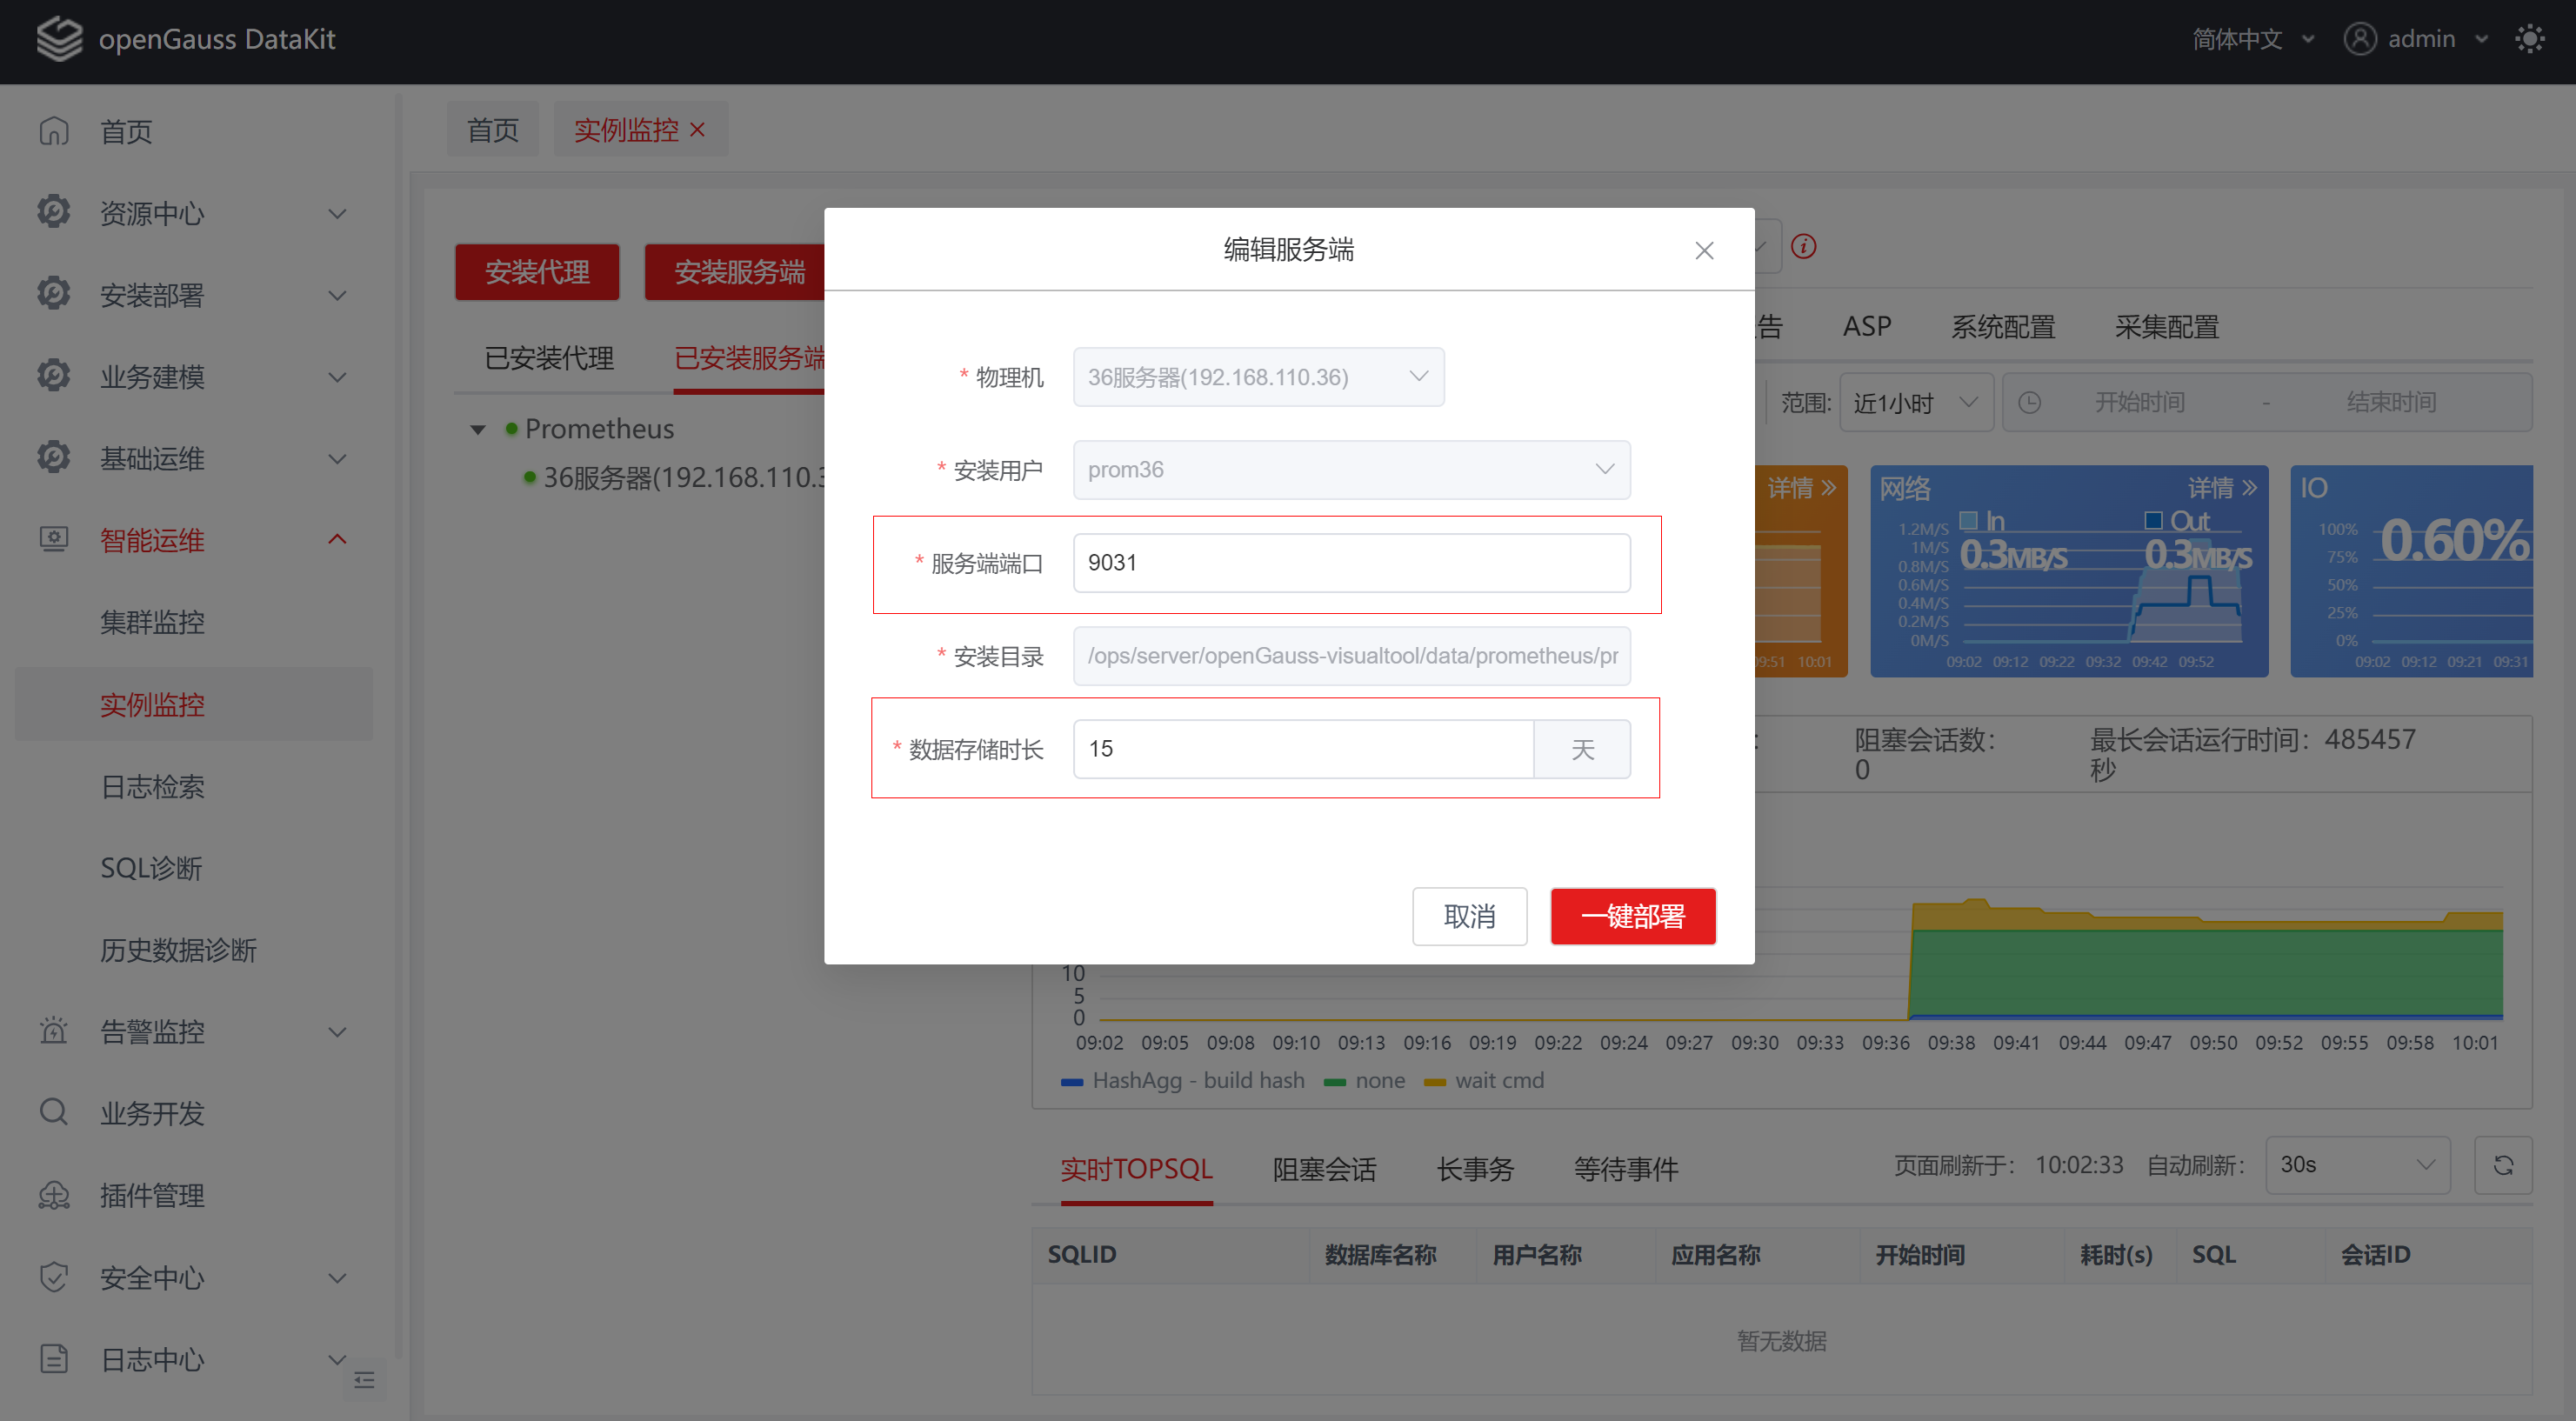 openGauss DataKit
简体中文
admin
首页
资源中心
安装部署
业务建模
基础运维
智能运维
集群监控
实例监控
日志检索
SQL诊断
历史数据诊断
告警监控
业务开发
插件管理
安全中心
日志中心
首页
实例监控
安装代理
安装服务端
已安装代理
已安装服务端
Prometheus
36服务器(192.168.110.3
编辑服务端
* 物理机
36服务器(192.168.110.36)
* 安装用户
prom36
* 服务端端口
9031
* 安装目录
/ops/server/openGauss-visualtool/data/prometheus/pr
* 数据存储时长
15
天
取消
一键部署
告
ASP
系统配置
采集配置
范围:
近1小时
开始时间
-
结束时间
详情
9:51 10:01
网络
详情
In
Out
0.3MB/S
0.3MB/S
1.2M/S
1M/S
0.8M/S
0.6M/S
0.4M/S
0.2M/S
0M/S
09:02 09:12 09:22 09:32 09:42 09:52
IO
0.60%
100%
75%
50%
25%
0%
09:02 09:12 09:21 09:31
:
阻塞会话数：
0
最长会话运行时间：485457
秒
10
5
0
09:02 09:05 09:08 09:10 09:13 09:16 09:19 09:22 09:24 09:27 09:30 09:33 09:36 09:38 09:41 09:44 09:47 09:50 09:52 09:55 09:58 10:01
HashAgg - build hash
none
wait cmd
实时TOPSQL
阻塞会话
长事务
等待事件
页面刷新于： 10:02:33
自动刷新：
30s
SQLID
数据库名称
用户名称
应用名称
开始时间
耗时(s)
SQL
会话ID
暂无数据